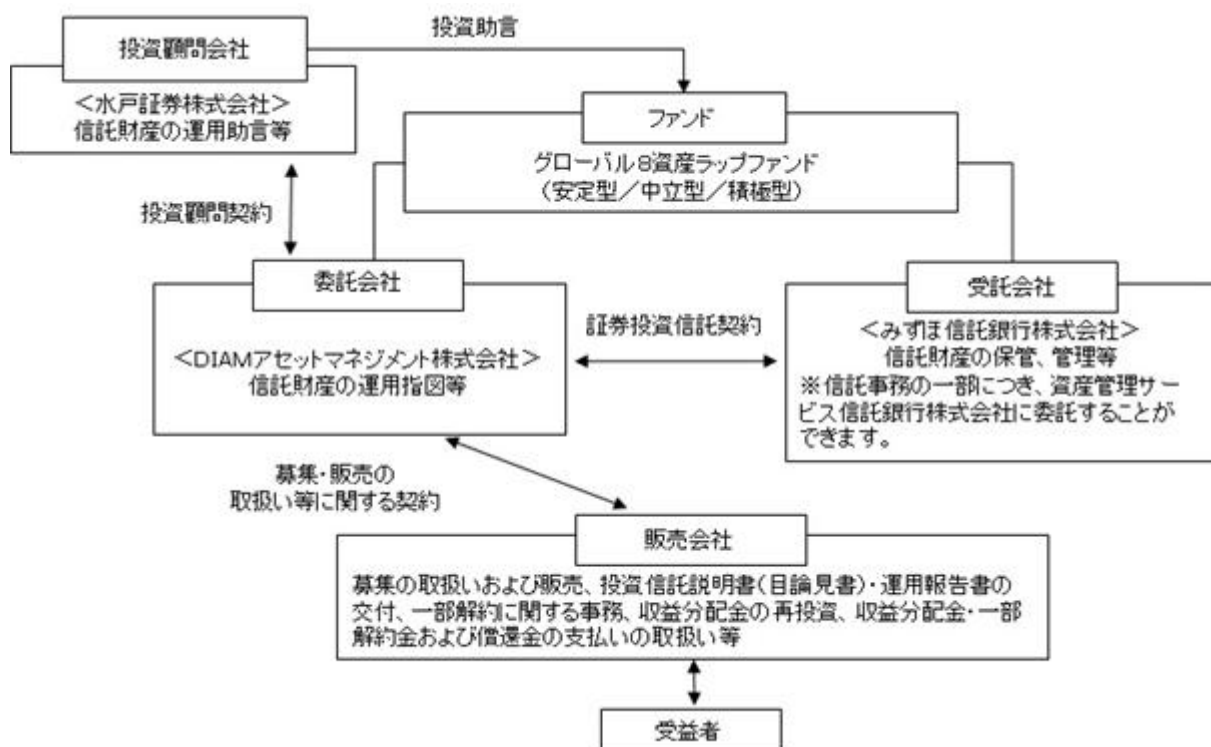 投資助言
投資顧問会社
＜水戸証券株式会社＞
信託財産の運用助言等
ファンド
グローバル８資産ラップファンド
（安定型／中立型／積極型）
投資顧問契約
委託会社
＜DIAMアセットマネジメント株式会社＞
信託財産の運用指図等
証券投資信託契約
受託会社
＜みずほ信託銀行株式会社＞
信託財産の保管、管理等
※信託事務の一部につき、資産管理サー
ビス信託銀行株式会社に委託することが
できます。
募集・販売の
取扱い等に関する契約
販売会社
募集の取扱いおよび販売、投資信託説明書（目論見書）・運用報告書の
交付、一部解約に関する事務、収益分配金の再投資、収益分配金・一部
解約金および償還金の支払いの取扱い等
受益者